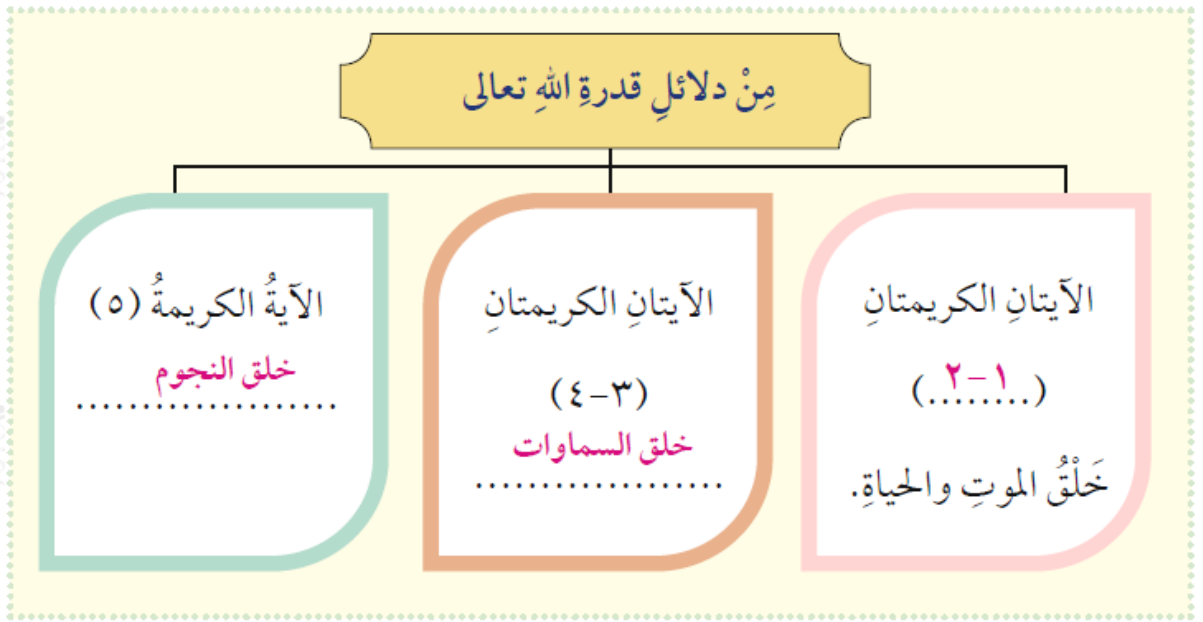 مِنْ دلائلِ قدرةِ اللهِ تعالى
الآيتانِ الكريمتانِ
(........١-٢)
خَلْقُ الموتِ والحياةِ.
الآيتانِ الكريمتانِ
(٣-٤)
خلق السماوات
...................
الآيةُ الكريمةُ (٥)
خلق النجوم
....................